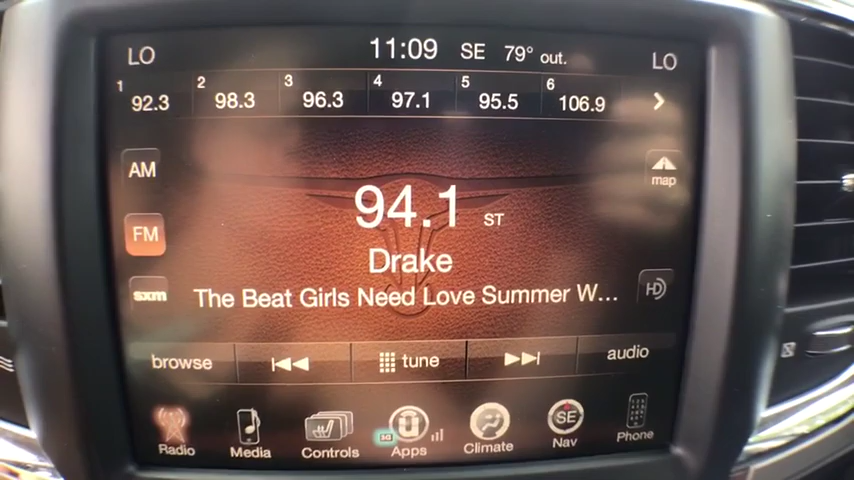 LO 11:09 SE 79° out. LO
1 92.3 2 98.3 3 96.3 4 97.1 5 95.5 6 106.9
AM
map
94.1 ST
FM
Drake
sxm
HD
The Beat Girls Need Love Summer W...
browse tune audio
SE
3G
Radio Media Controls Apps Climate Nav Phone